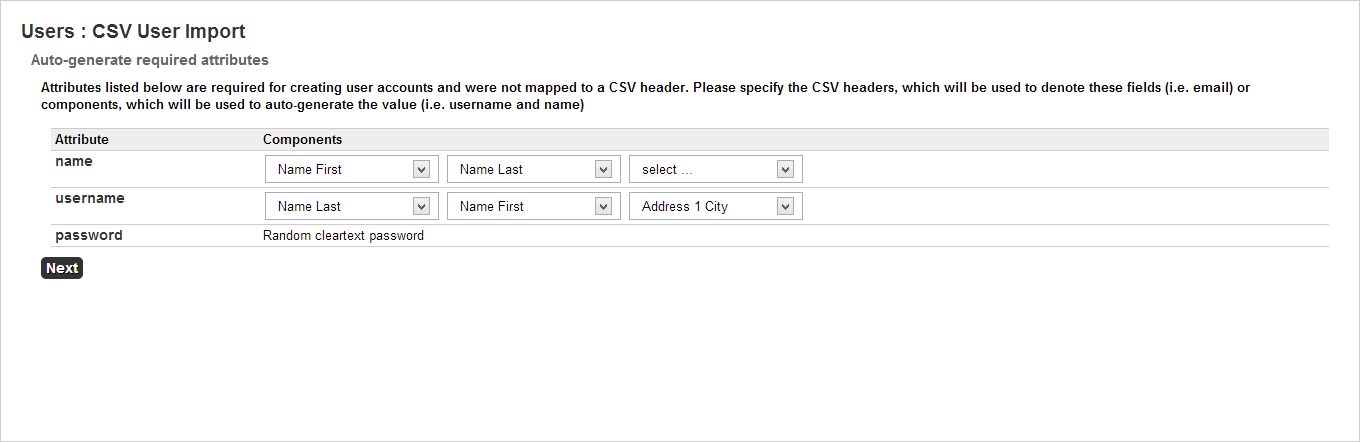 Users : CSV User Import
Auto-generate required attributes
Attributes listed below are required for creating user accounts and were not mapped to a CSV header. Please specify the CSV headers, which will be used to denote these fields (i.e. email) or
components, which will be used to auto-generate the value (i.e. username and name)
Attribute Components
name Name First Name Last select ...
username Name Last Name First Address 1 City
password Random cleartext password
Next